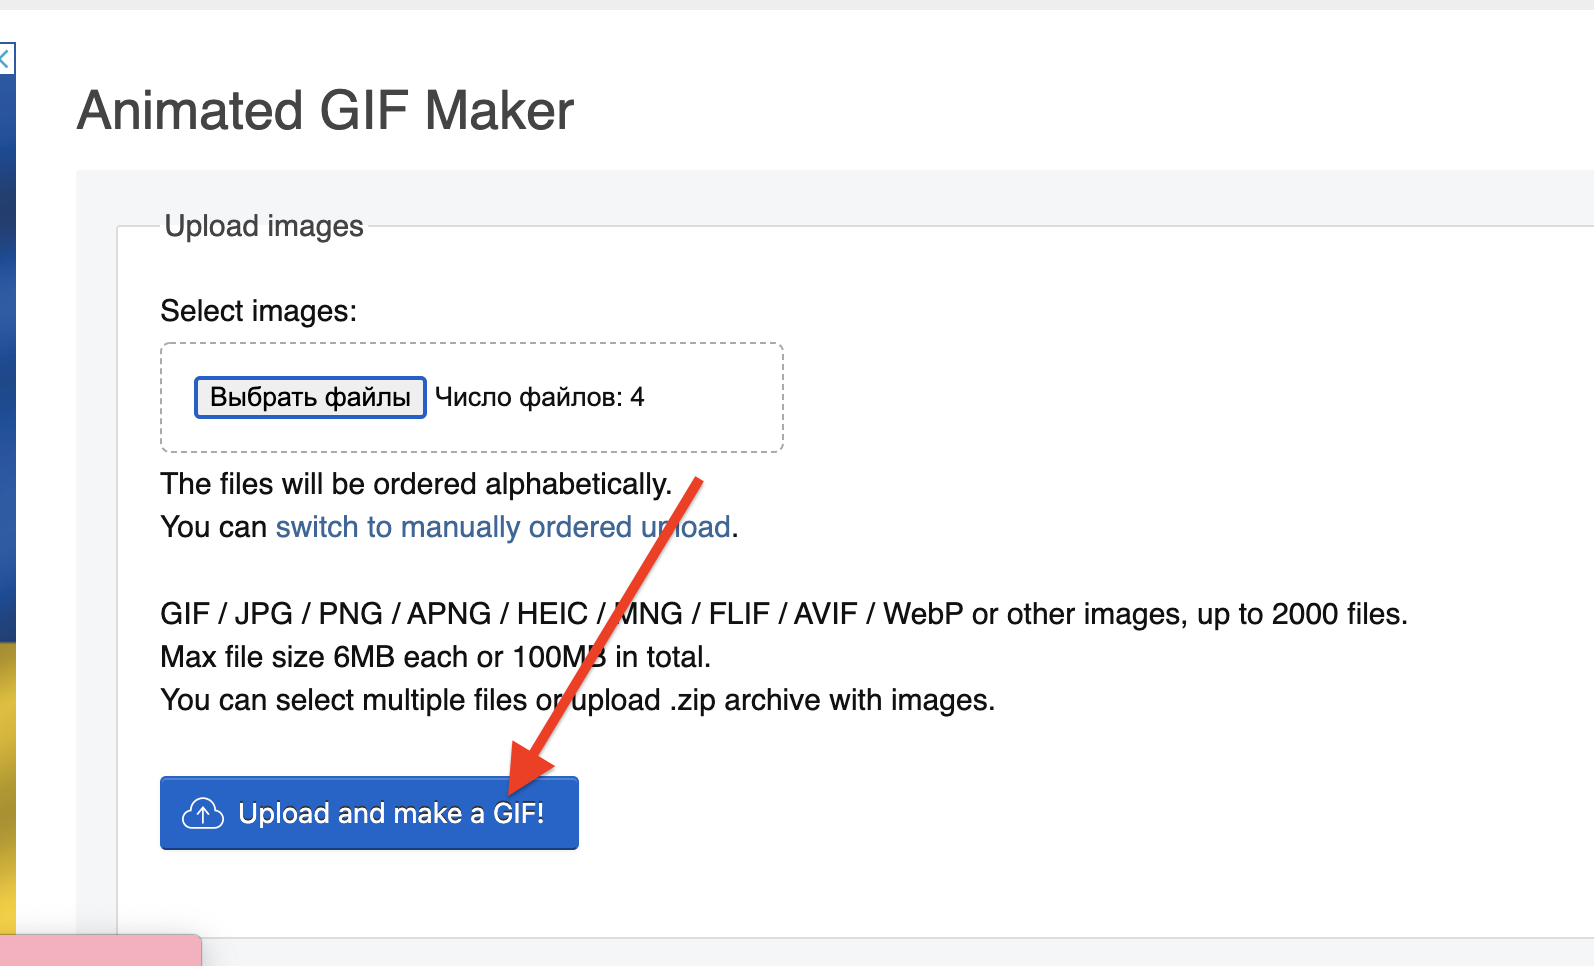 Animated GIF Maker
Upload images
Select images:
Выбрать файлы Число файлов: 4
The files will be ordered alphabetically.
You can switch to manually ordered upload.
GIF / JPG / PNG / APNG / HEIC / MNG / FLIF / AVIF / WebP or other images, up to 2000 files.
Max file size 6MB each or 100MB in total.
You can select multiple files or upload .zip archive with images.
Upload and make a GIF!